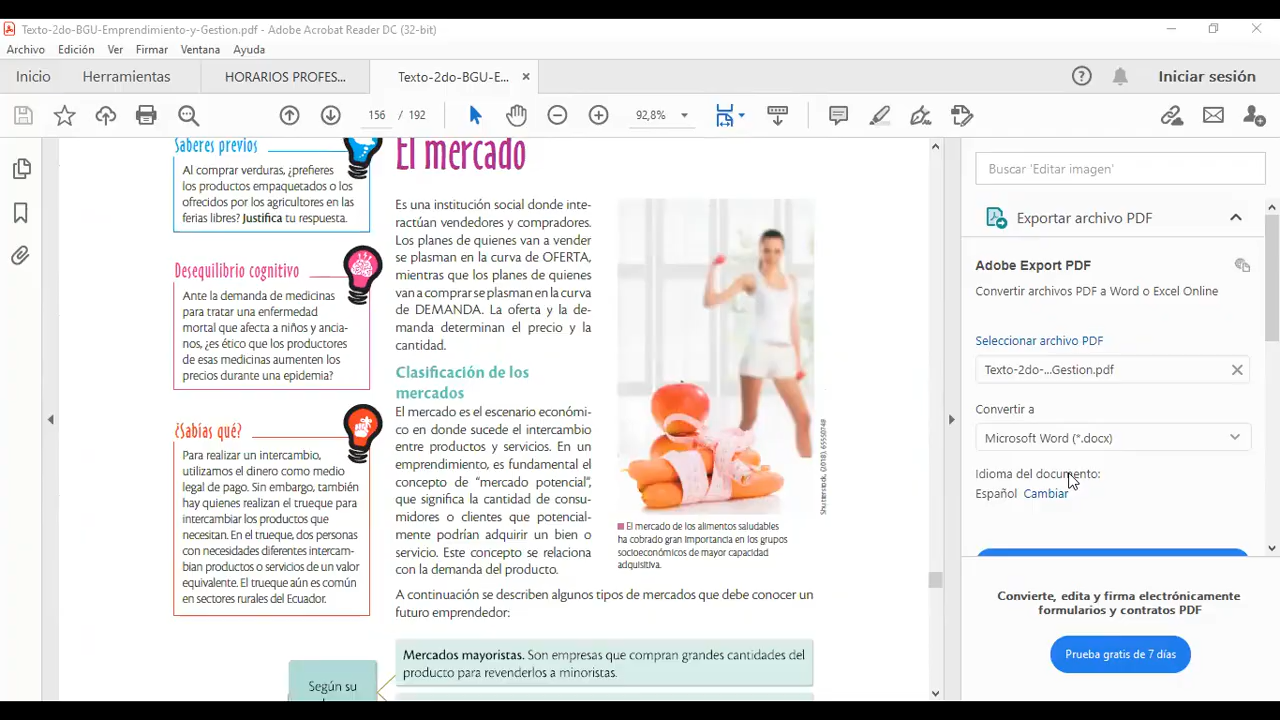 Texto-2do-BGU-Emprendimiento-y-Gestion.pdf - Adobe Acrobat Reader DC (32-bit)
Archivo Edición Ver Firmar Ventana Ayuda
Inicio Herramientas HORARIOS PROFES... Texto-2do-BGU-E... × Iniciar sesión
156 / 192 92,8%
Saberes previos
Al comprar verduras, ¿prefieres
los productos empaquetados o los
ofrecidos por los agricultores en las
ferias libres? Justifica tu respuesta.
Desequilibrio cognitivo
Ante la demanda de medicinas
para tratar una enfermedad
mortal que afecta a niños y ancia-
nos, ¿es ético que los productores
de esas medicinas aumenten los
precios durante una epidemia?
¿Sabías qué?
Para realizar un intercambio,
utilizamos el dinero como medio
legal de pago. Sin embargo, también
hay quienes realizan el trueque para
intercambiar los productos que
necesitan. En el trueque, dos personas
con necesidades diferentes intercam-
bian productos o servicios de un valor
equivalente. El trueque aún es común
en sectores rurales del Ecuador.
El mercado
Es una institución social donde inte-
ractúan vendedores y compradores.
Los planes de quienes van a vender
se plasman en la curva de OFERTA,
mientras que los planes de quienes
van a comprar se plasman en la curva
de DEMANDA. La oferta y la de-
manda determinan el precio y la
cantidad.
Clasificación de los
mercados
El mercado es el escenario económi-
co en donde sucede el intercambio
entre productos y servicios. En un
emprendimiento, es fundamental el
concepto de “mercado potencial”,
que significa la cantidad de consu-
midores o clientes que potencial-
mente podrían adquirir un bien o
servicio. Este concepto se relaciona
con la demanda del producto.
Shutterstock, (2018), 65550748
El mercado de los alimentos saludables
ha cobrado gran importancia en los grupos
socioeconómicos de mayor capacidad
adquisitiva.
A continuación se describen algunos tipos de mercados que debe conocer un
futuro emprendedor:
Mercados mayoristas. Son empresas que compran grandes cantidades del
producto para revenderlos a minoristas.
Según su
Buscar 'Editar imagen'
Exportar archivo PDF
Adobe Export PDF
Convertir archivos PDF a Word o Excel Online
Seleccionar archivo PDF
Texto-2do-...Gestion.pdf
Convertir a
Microsoft Word (*.docx)
Idioma del documento:
Español Cambiar
Convierte, edita y firma electrónicamente
formularios y contratos PDF
Prueba gratis de 7 días